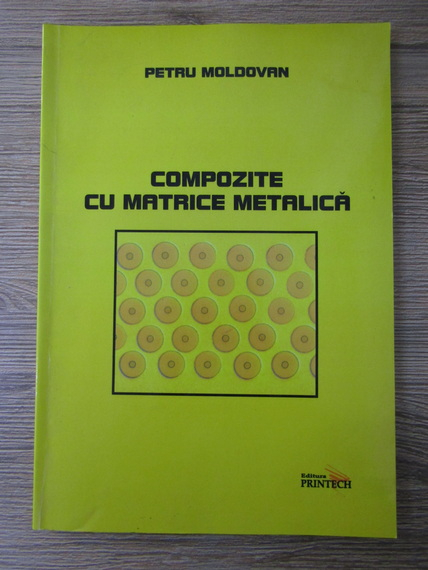 PETRU MOLDOVAN
COMPOZITE
CU MATRICE METALICĂ
Editura
PRINTECH